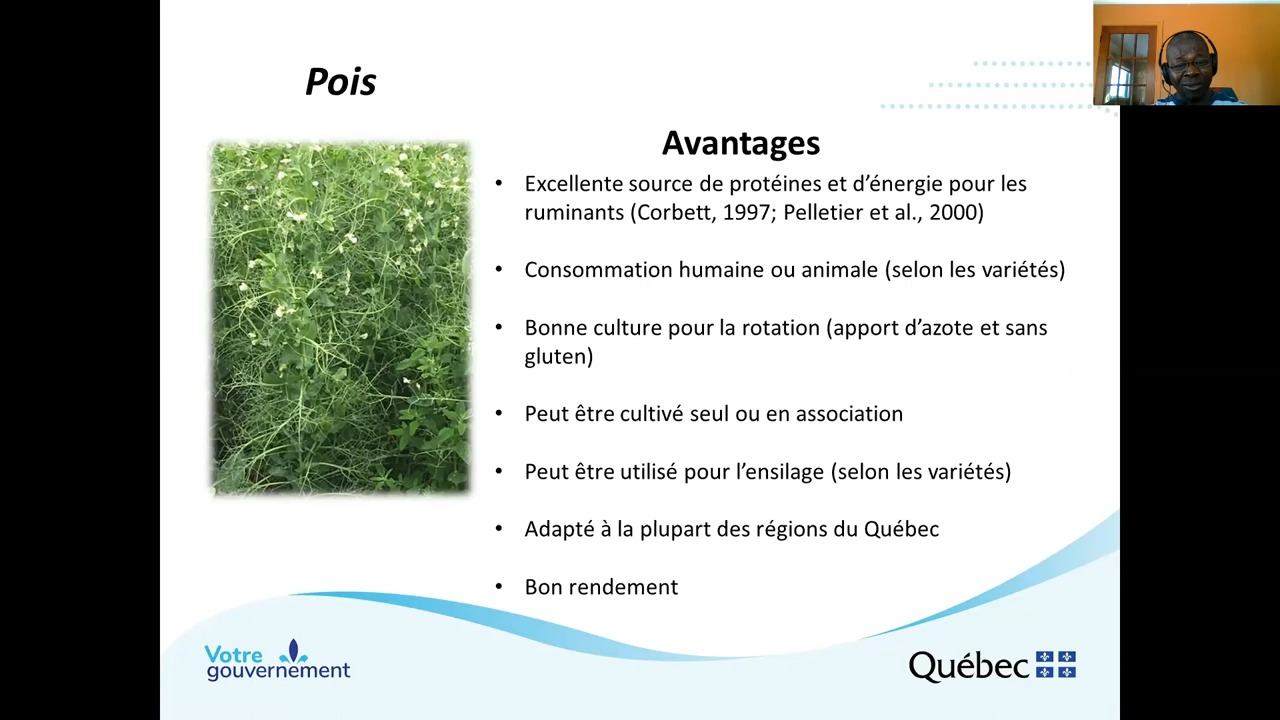 Pois
Avantages
• Excellente source de protéines et d’énergie pour les
ruminants (Corbett, 1997; Pelletier et al., 2000)
• Consommation humaine ou animale (selon les variétés)
• Bonne culture pour la rotation (apport d’azote et sans
gluten)
• Peut être cultivé seul ou en association
• Peut être utilisé pour l’ensilage (selon les variétés)
• Adapté à la plupart des régions du Québec
• Bon rendement
Votre
gouvernement
Québec